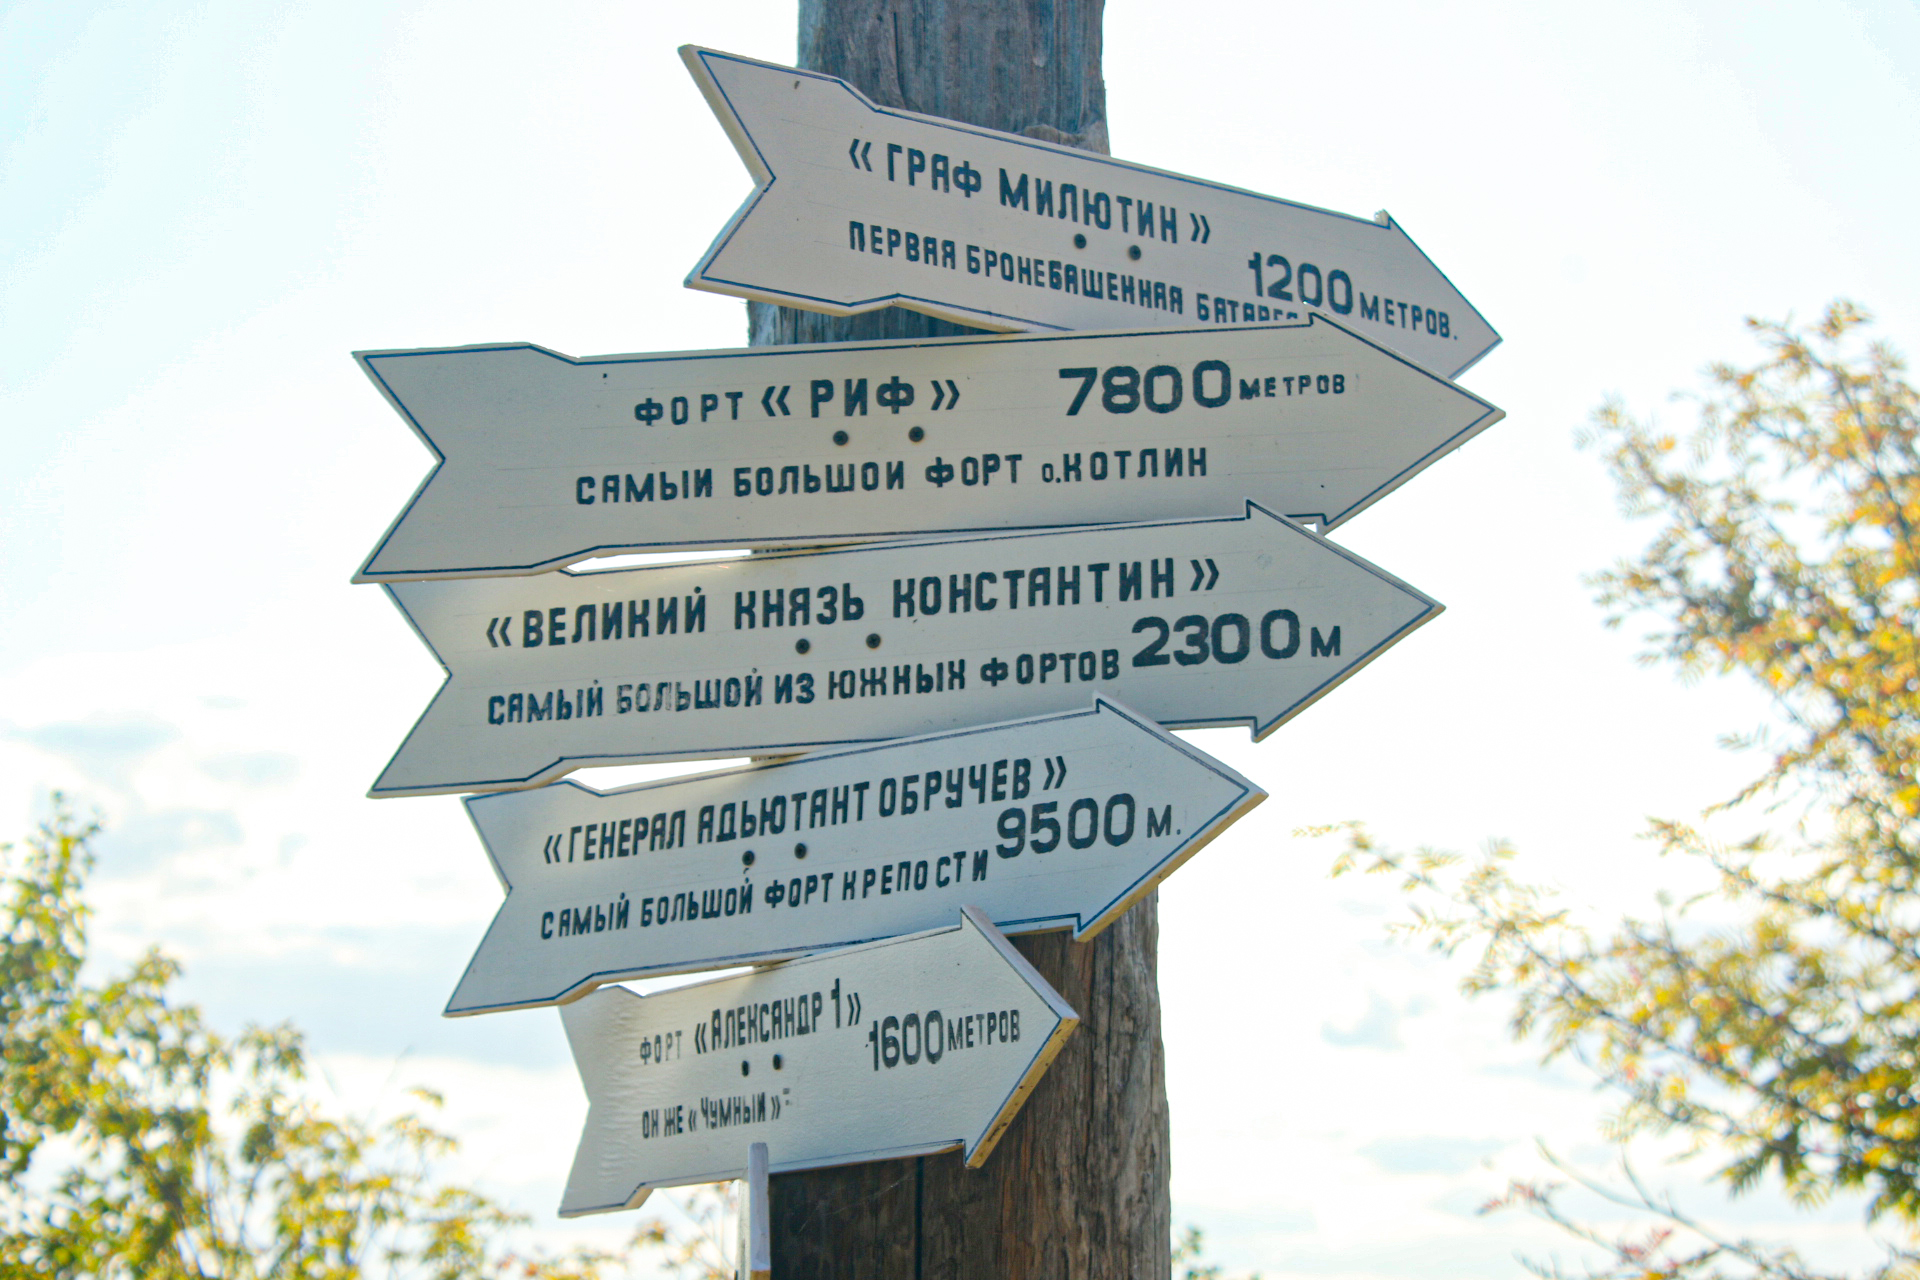 « ГРАФ МИЛЮТИН »
ПЕРВАЯ БРОНЕБАШЕННАЯ
1200 МЕТРОВ.
ФОРТ « РИФ » 7800 МЕТРОВ
САМЫЙ БОЛЬШОЙ ФОРТ о.КОТЛИН
« ВЕЛИКИЙ КНЯЗЬ КОНСТАНТИН »
САМЫЙ БОЛЬШОЙ ИЗ ЮЖНЫХ ФОРТОВ 2300 М
«ГЕНЕРАЛ АДЬЮТАНТ ОБРУЧЕВ »
САМЫЙ БОЛЬШОЙ ФОРТ КРЕПОСТИ 9500 М.
ФОРТ «АЛЕКСАНДР 1» 1600 МЕТРОВ
ОН ЖЕ « ЧУМНЫЙ »